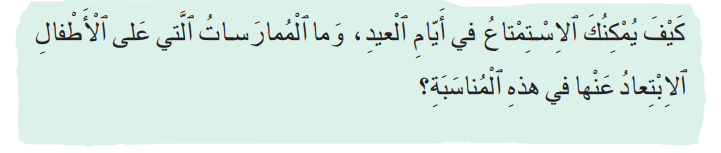 كَيْفَ يُمْكِنُكَ ٱلِاسْتِمْتاعُ في أَيّامِ ٱلْعيدِ، وَما ٱلْمُمارَساتُ ٱلَّتي عَلى ٱلْأَطْفالِ
ٱلِابْتِعادُ عَنْها في هذهِ ٱلْمُناسَبَةِ؟